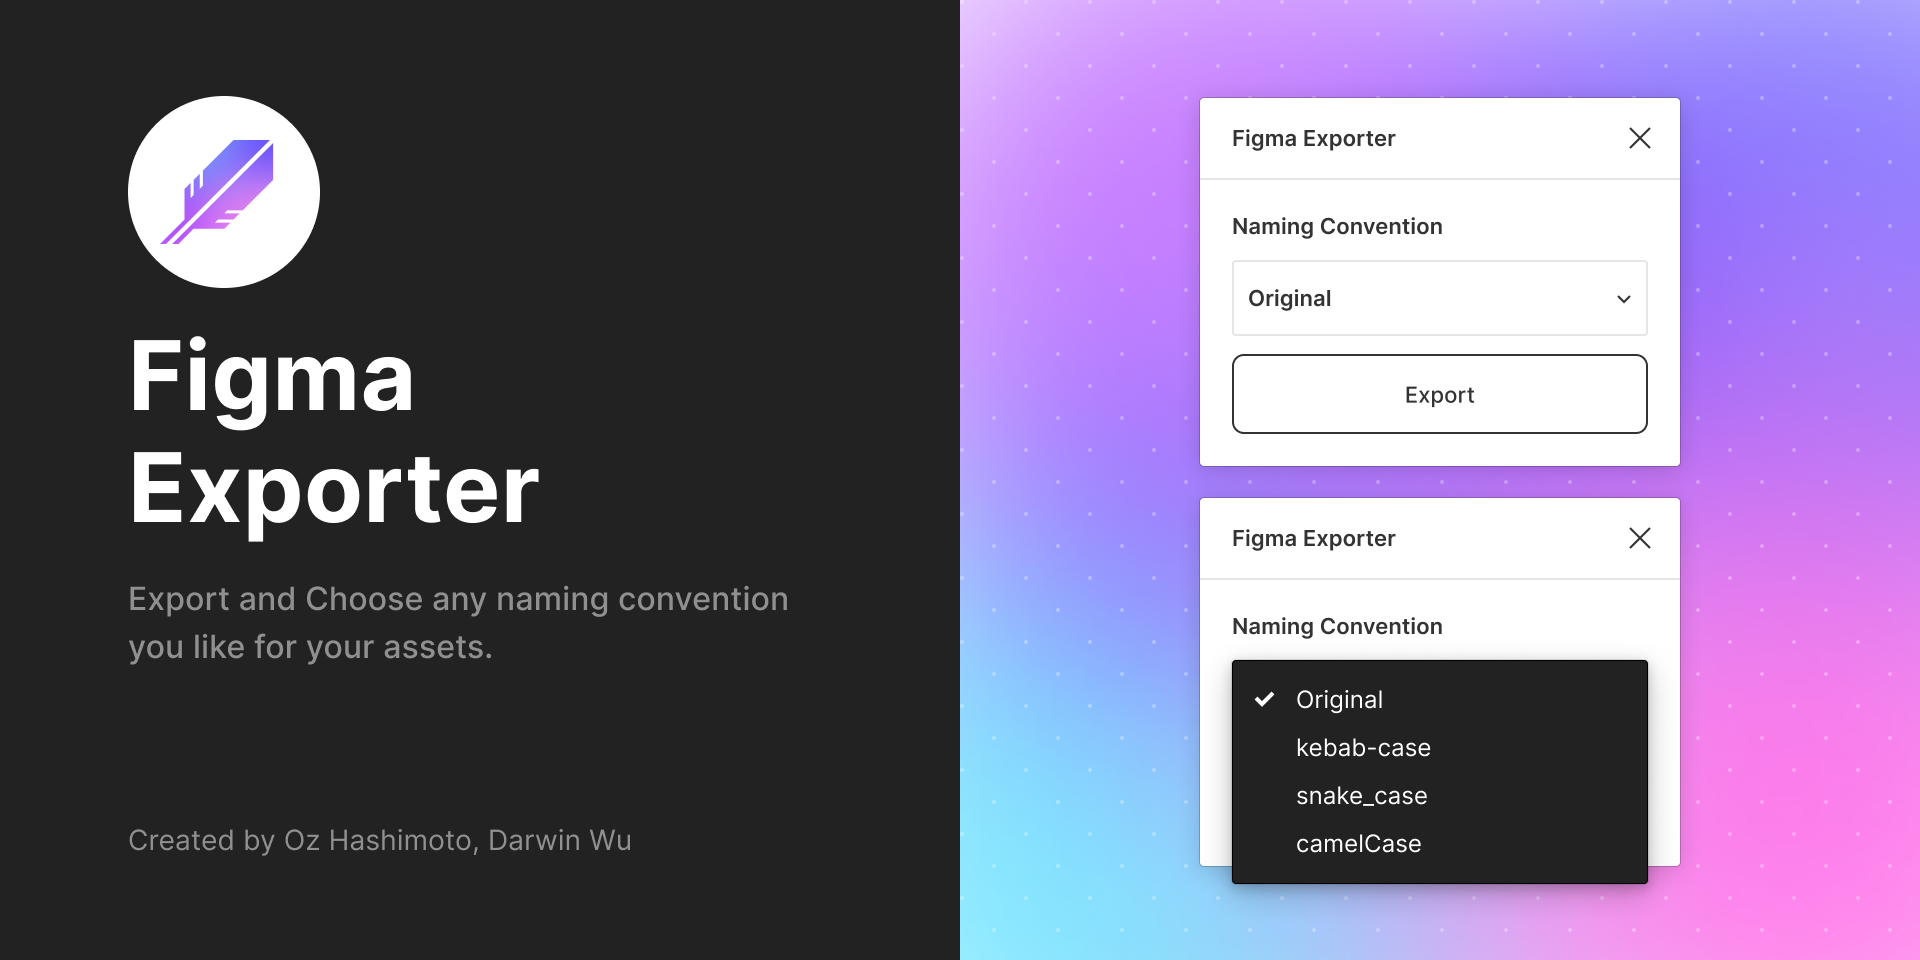 Figma
Exporter
Export and Choose any naming convention
you like for your assets.
Created by Oz Hashimoto, Darwin Wu
Figma Exporter
Naming Convention
Original
Export
Figma Exporter
Naming Convention
Original
kebab-case
snake_case
camelCase